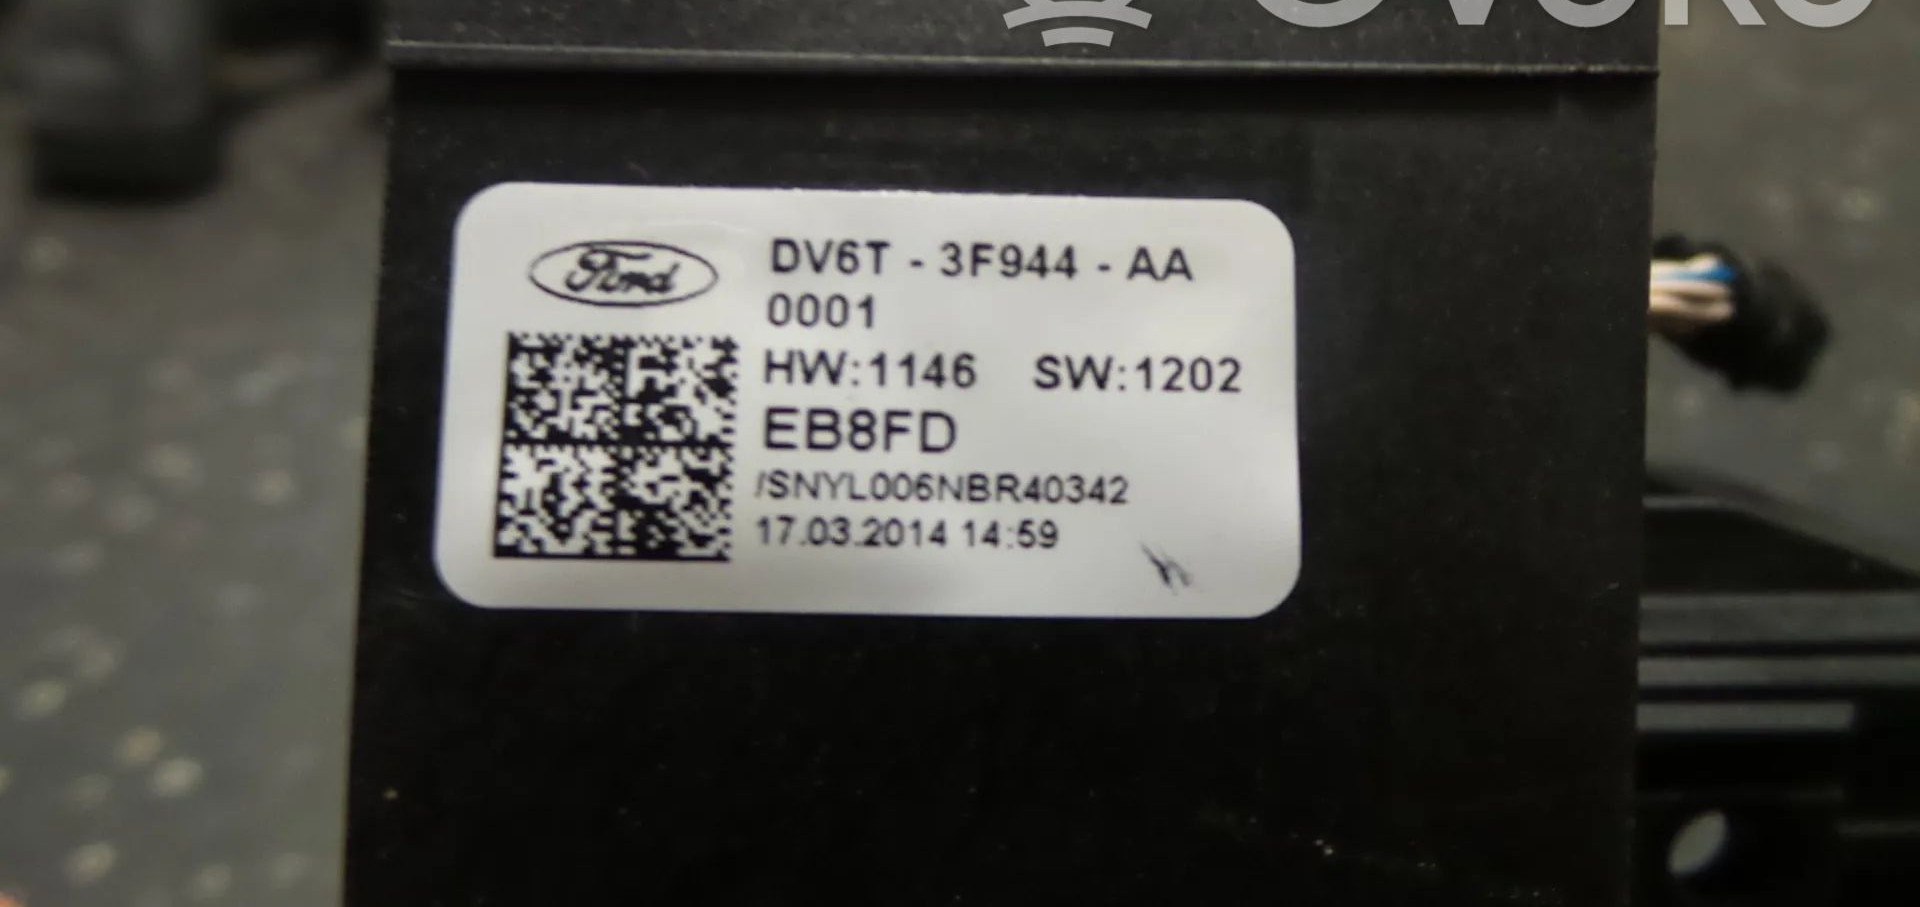 Ford
DV6T - 3F944 - AA
0001
HW:1146 SW:1202
EB8FD
/SNYL006NBR40342
17.03.2014 14:59